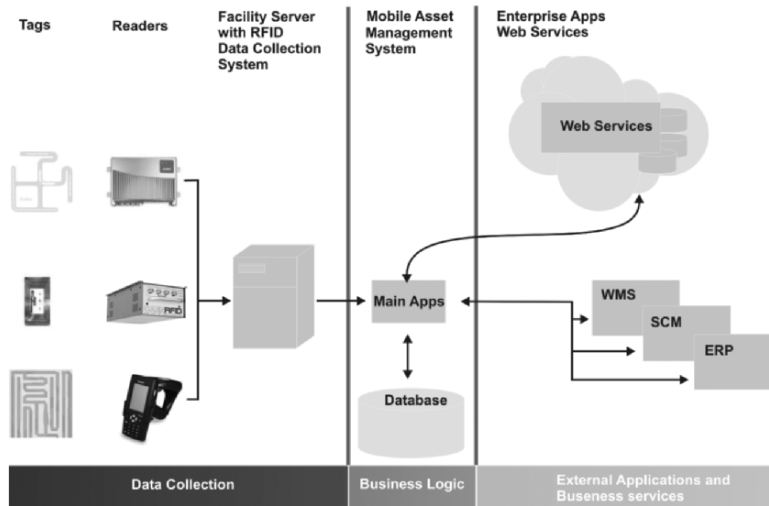 Tags
Readers
Facility Server
with RFID
Data Collection
System
Mobile Asset
Management
System
Enterprise Apps
Web Services
Web Services
RFID
Main Apps
WMS
SCM
ERP
Database
Data Collection
Business Logic
External Applications and
Buseness services